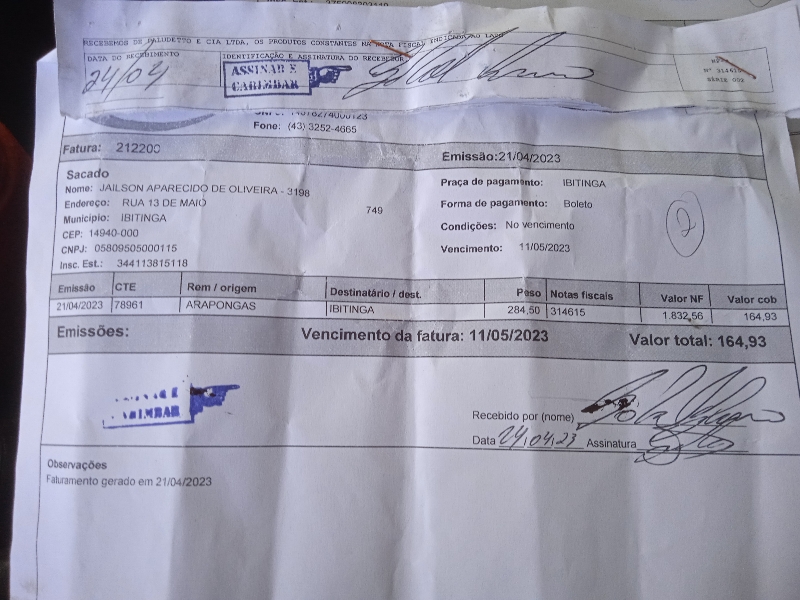 RECEBEMOS DE PALUDETTO E CIA LTDA, OS PRODUTOS CONSTANTES NA NOTA FISCAL INDICADA AO LADO
DATA DO RECEBIMENTO
IDENTIFICAÇÃO E ASSINATURA DO RECEBEDOR
24/04
ASSINAR E
CARIMBAR
SÉRIE 002
Fone: (43) 3252-4665
Fatura: 212200
Emissão:21/04/2023
Sacado
Nome: JAILSON APARECIDO DE OLIVEIRA - 3198
Endereço: RUA 13 DE MAIO 749
Municipio: IBITINGA
CEP: 14940-000
CNPJ: 05809505000115
Insc. Est.: 344113815118
Praça de pagamento: IBITINGA
Forma de pagamento: Boleto
Condições: No vencimento
Vencimento: 11/05/2023
2
Emissão CTE Rem / origem Destinatário / dest. Peso Notas fiscais Valor NF Valor cob
21/04/2023 78961 ARAPONGAS IBITINGA 284,50 314615 1.832,56 164,93
Emissões: Vencimento da fatura: 11/05/2023 Valor total: 164,93
CARIMBAR
Recebido por (nome)
Data 24,04,23 Assinatura
Observações
Faturamento gerado em 21/04/2023